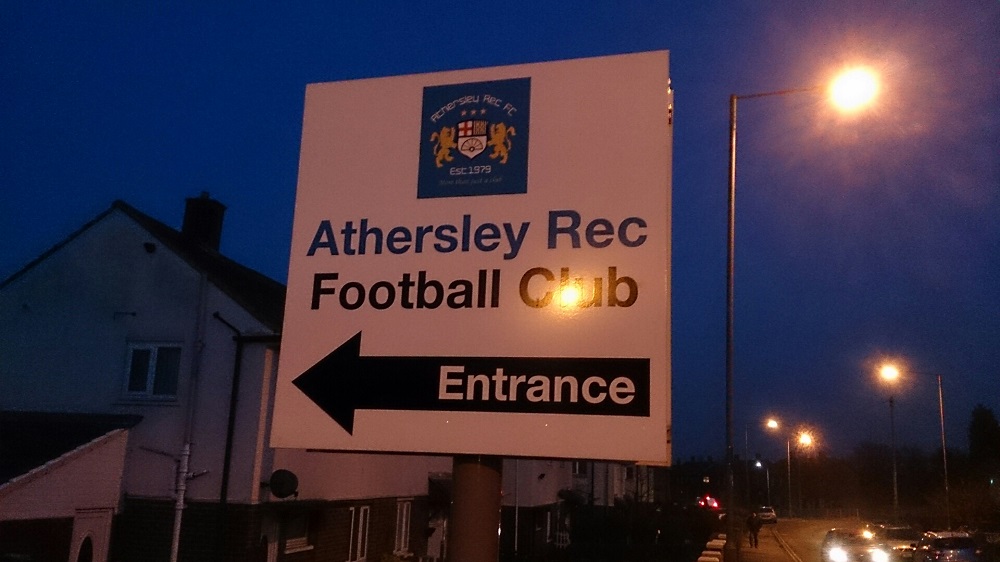 Athersley Rec FC
Est 1979
Athersley Rec
Football Club
Entrance